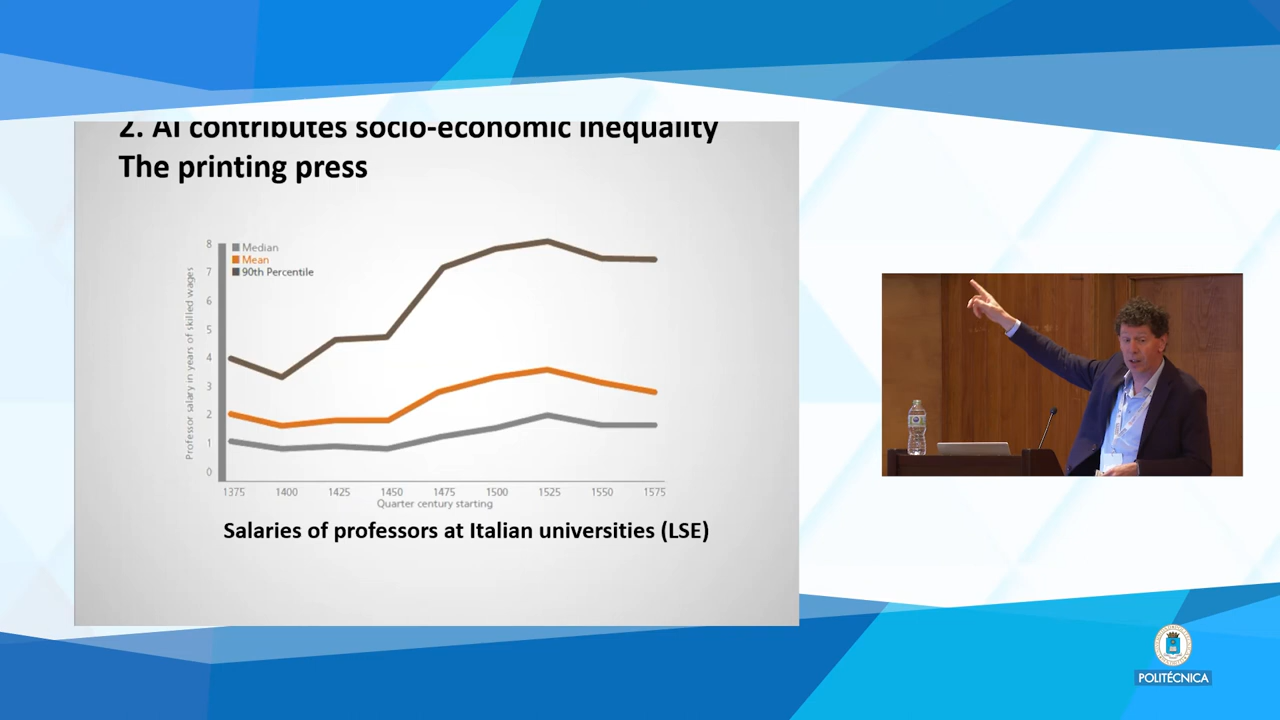 2. AI contributes socio-economic inequality
The printing press
Median
Mean
90th Percentile
Professor salary in years of skilled wages
8
7
6
5
4
3
2
1
0
1375 1400 1425 1450 1475 1500 1525 1550 1575
Quarter century starting
Salaries of professors at Italian universities (LSE)
POLITÉCNICA